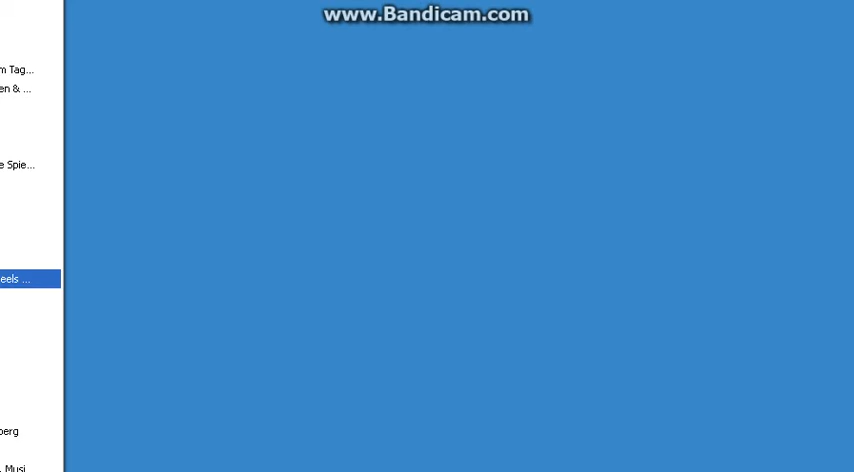 www.Bandicam.com
m Tag...
en & ...
e Spie...
eels ...
berg
. Musi